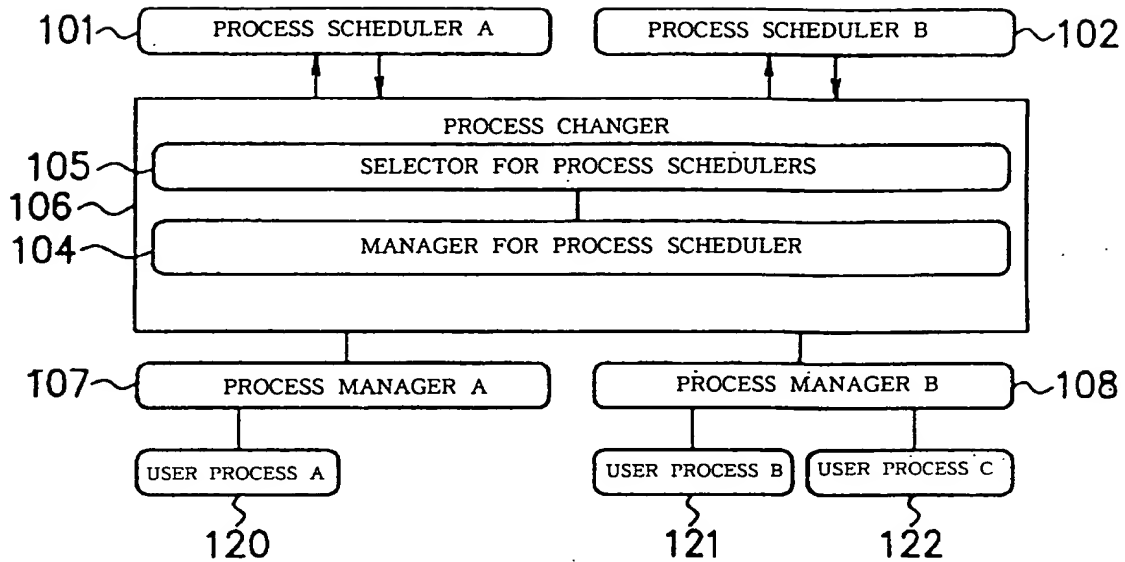 101 PROCESS SCHEDULER A PROCESS SCHEDULER B 102
PROCESS CHANGER
105 SELECTOR FOR PROCESS SCHEDULERS
106
104 MANAGER FOR PROCESS SCHEDULER
107 PROCESS MANAGER A PROCESS MANAGER B 108
USER PROCESS A USER PROCESS B USER PROCESS C
120 121 122